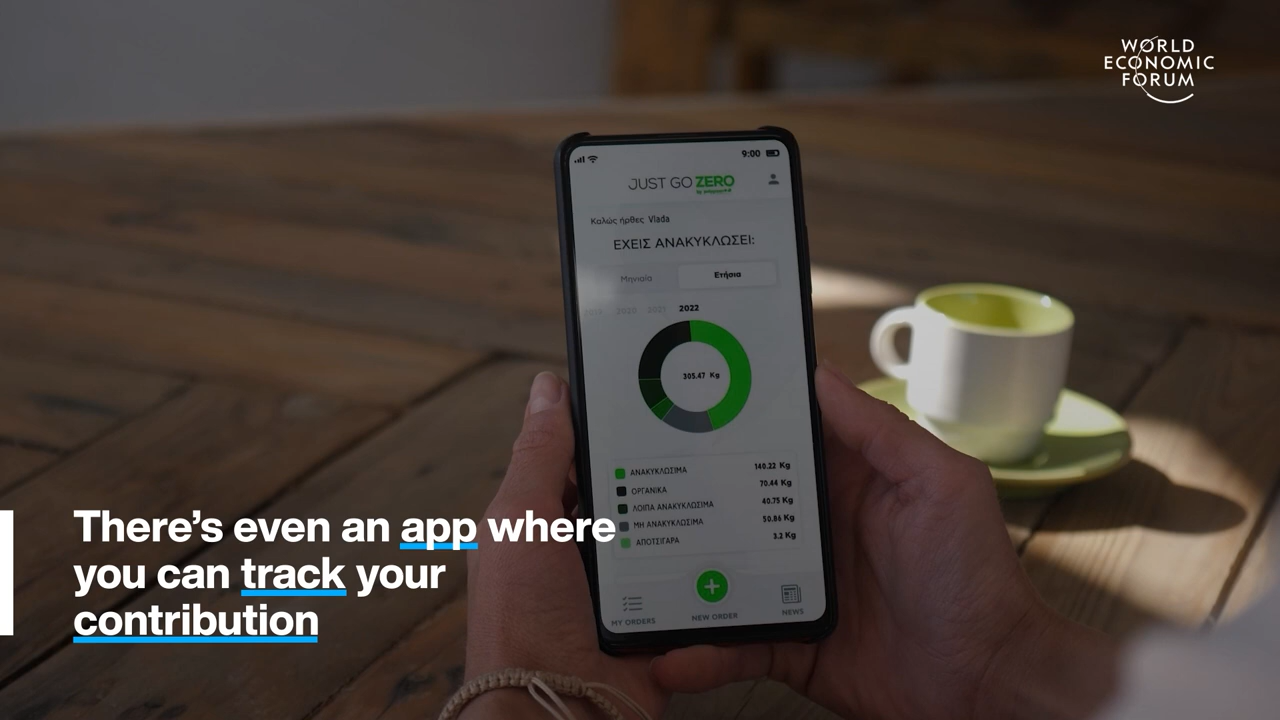 WORLD
ECONOMIC
FORUM
9:00
JUST GO ZERO
Καλώς ήρθες Vlada
ΕΧΕΙΣ ΑΝΑΚΥΚΛΩΣΕΙ:
Μηνιαία Ετήσια
2020 2021 2022
305.47 Kg
ΑΝΑΚΥΚΛΩΣΙΜΑ 140.22 Kg
ΟΡΓΑΝΙΚΑ 70.44 Kg
ΛΟΙΠΑ ΑΝΑΚΥΚΛΩΣΙΜΑ 40.75 Kg
ΜΗ ΑΝΑΚΥΚΛΩΣΙΜΑ 50.86 Kg
ΑΠΟΤΣΙΓΑΡΑ 3.2 Kg
MY ORDERS NEW ORDER NEWS
There's even an app where
you can track your
contribution